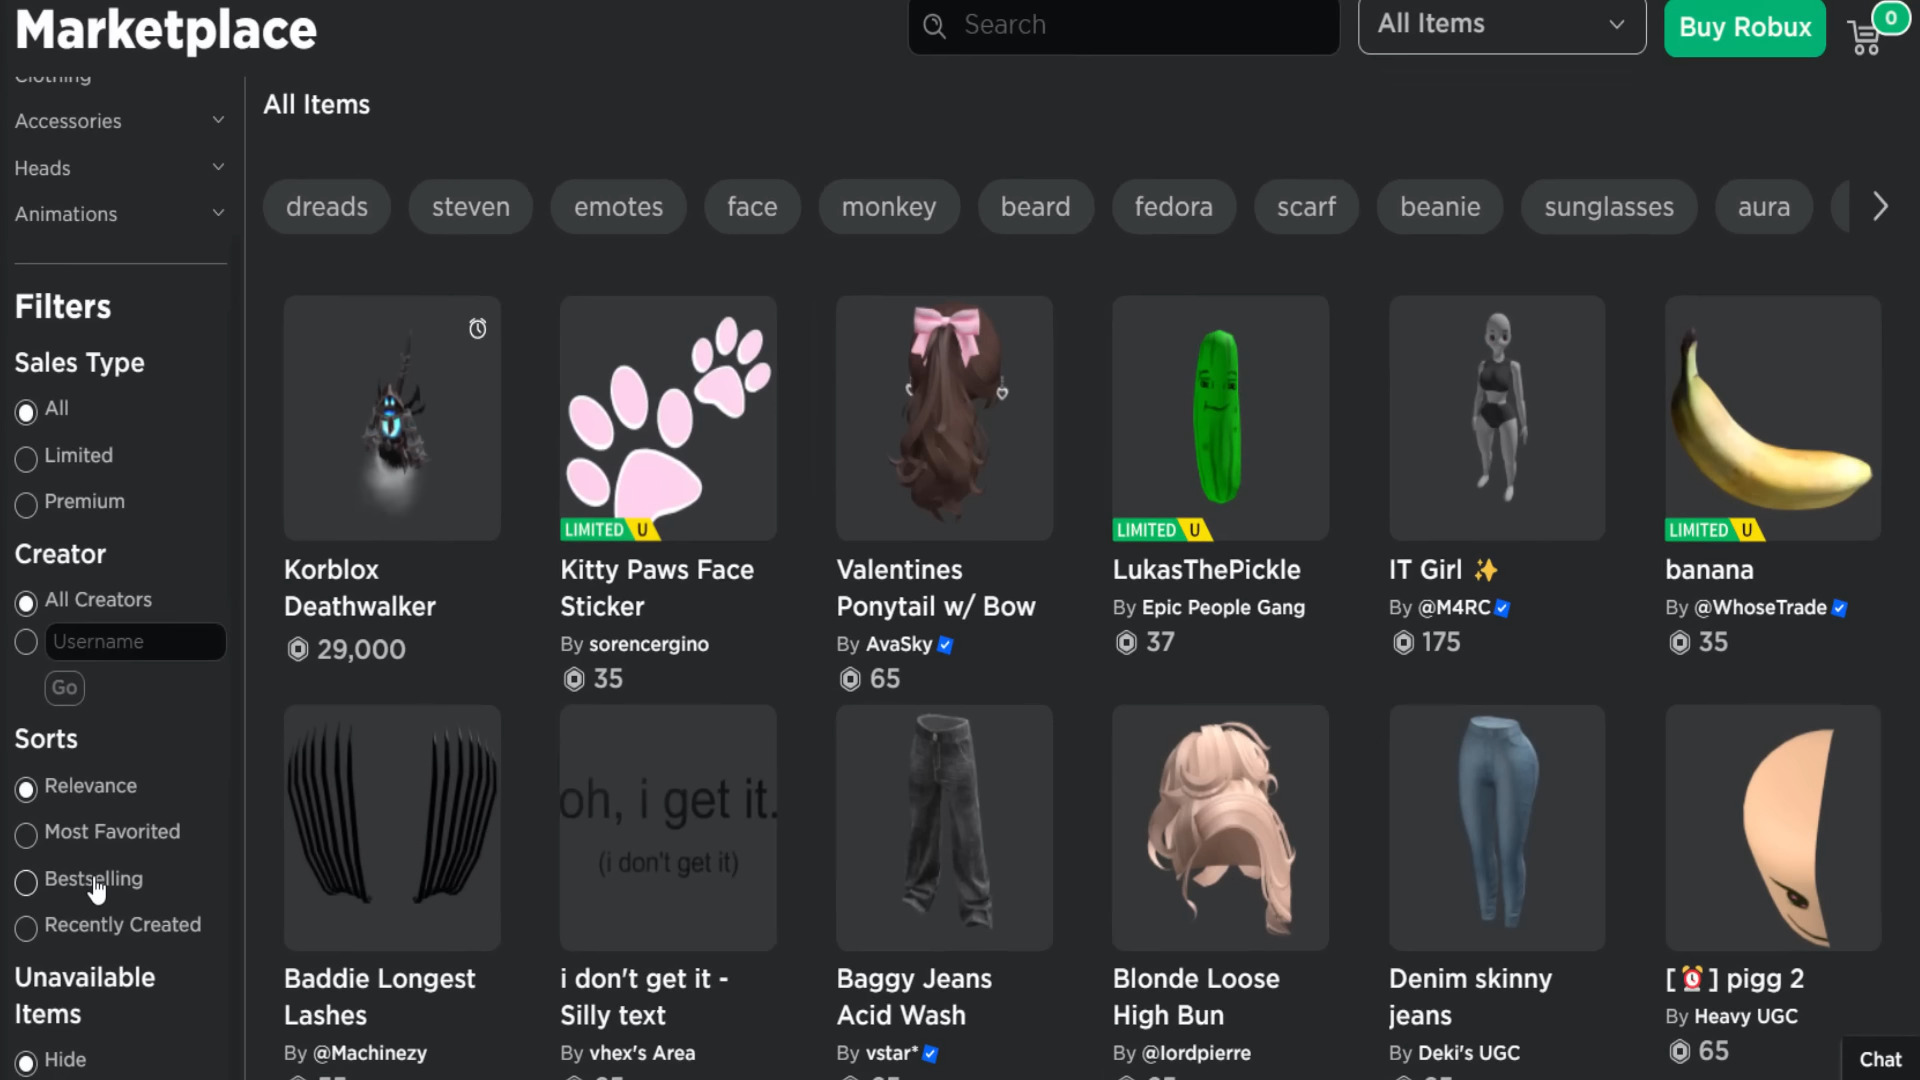 Marketplace
Search
All Items
Buy Robux
0
Clothing
Accessories
Heads
Animations
Filters
Sales Type
All
Limited
Premium
Creator
All Creators
Username
Go
Sorts
Relevance
Most Favorited
Bestselling
Recently Created
Unavailable
Items
Hide
All Items
dreads
steven
emotes
face
monkey
beard
fedora
scarf
beanie
sunglasses
aura
Korblox
Deathwalker
29,000
LIMITED U
Kitty Paws Face
Sticker
By sorencergino
35
Valentines
Ponytail w/ Bow
By AvaSky
65
LIMITED U
LukasThePickle
By Epic People Gang
37
IT Girl ✨
By @M4RC
175
LIMITED U
banana
By @WhoseTrade
35
Baddie Longest
Lashes
By @Machinezy
oh, i get it.
(i don't get it)
i don't get it -
Silly text
By vhex's Area
Baggy Jeans
Acid Wash
By vstar*
Blonde Loose
High Bun
By @lordpierre
Denim skinny
jeans
By Deki's UGC
[ ⏰ ] pigg 2
By Heavy UGC
65
Chat